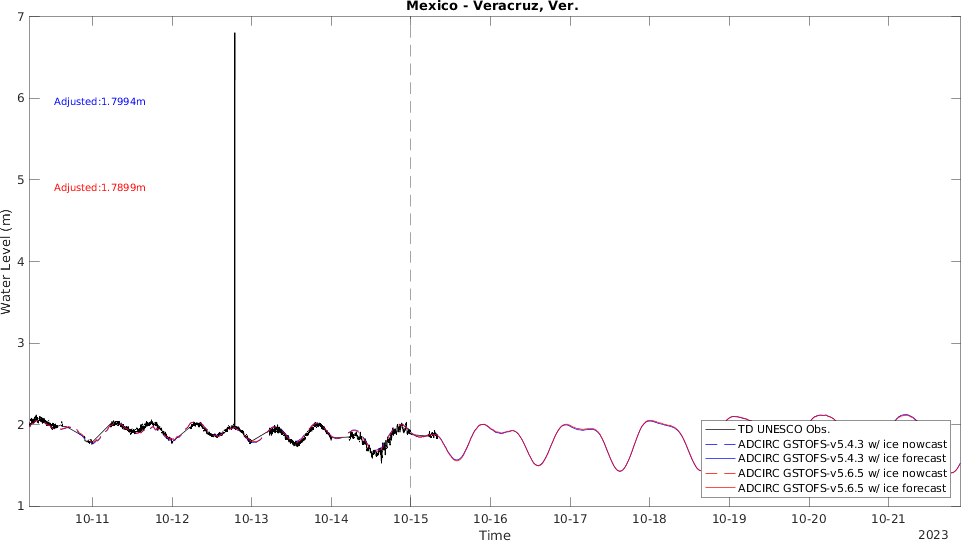 Mexico - Veracruz, Ver.
7
6
5
4
3
2
1
Water Level (m)
Adjusted:1.7994m
Adjusted:1.7899m
TD UNESCO Obs.
ADCIRC GSTOFS-v5.4.3 w/ ice nowcast
ADCIRC GSTOFS-v5.4.3 w/ ice forecast
ADCIRC GSTOFS-v5.6.5 w/ ice nowcast
ADCIRC GSTOFS-v5.6.5 w/ ice forecast
10-11 10-12 10-13 10-14 10-15 10-16 10-17 10-18 10-19 10-20 10-21
Time
2023